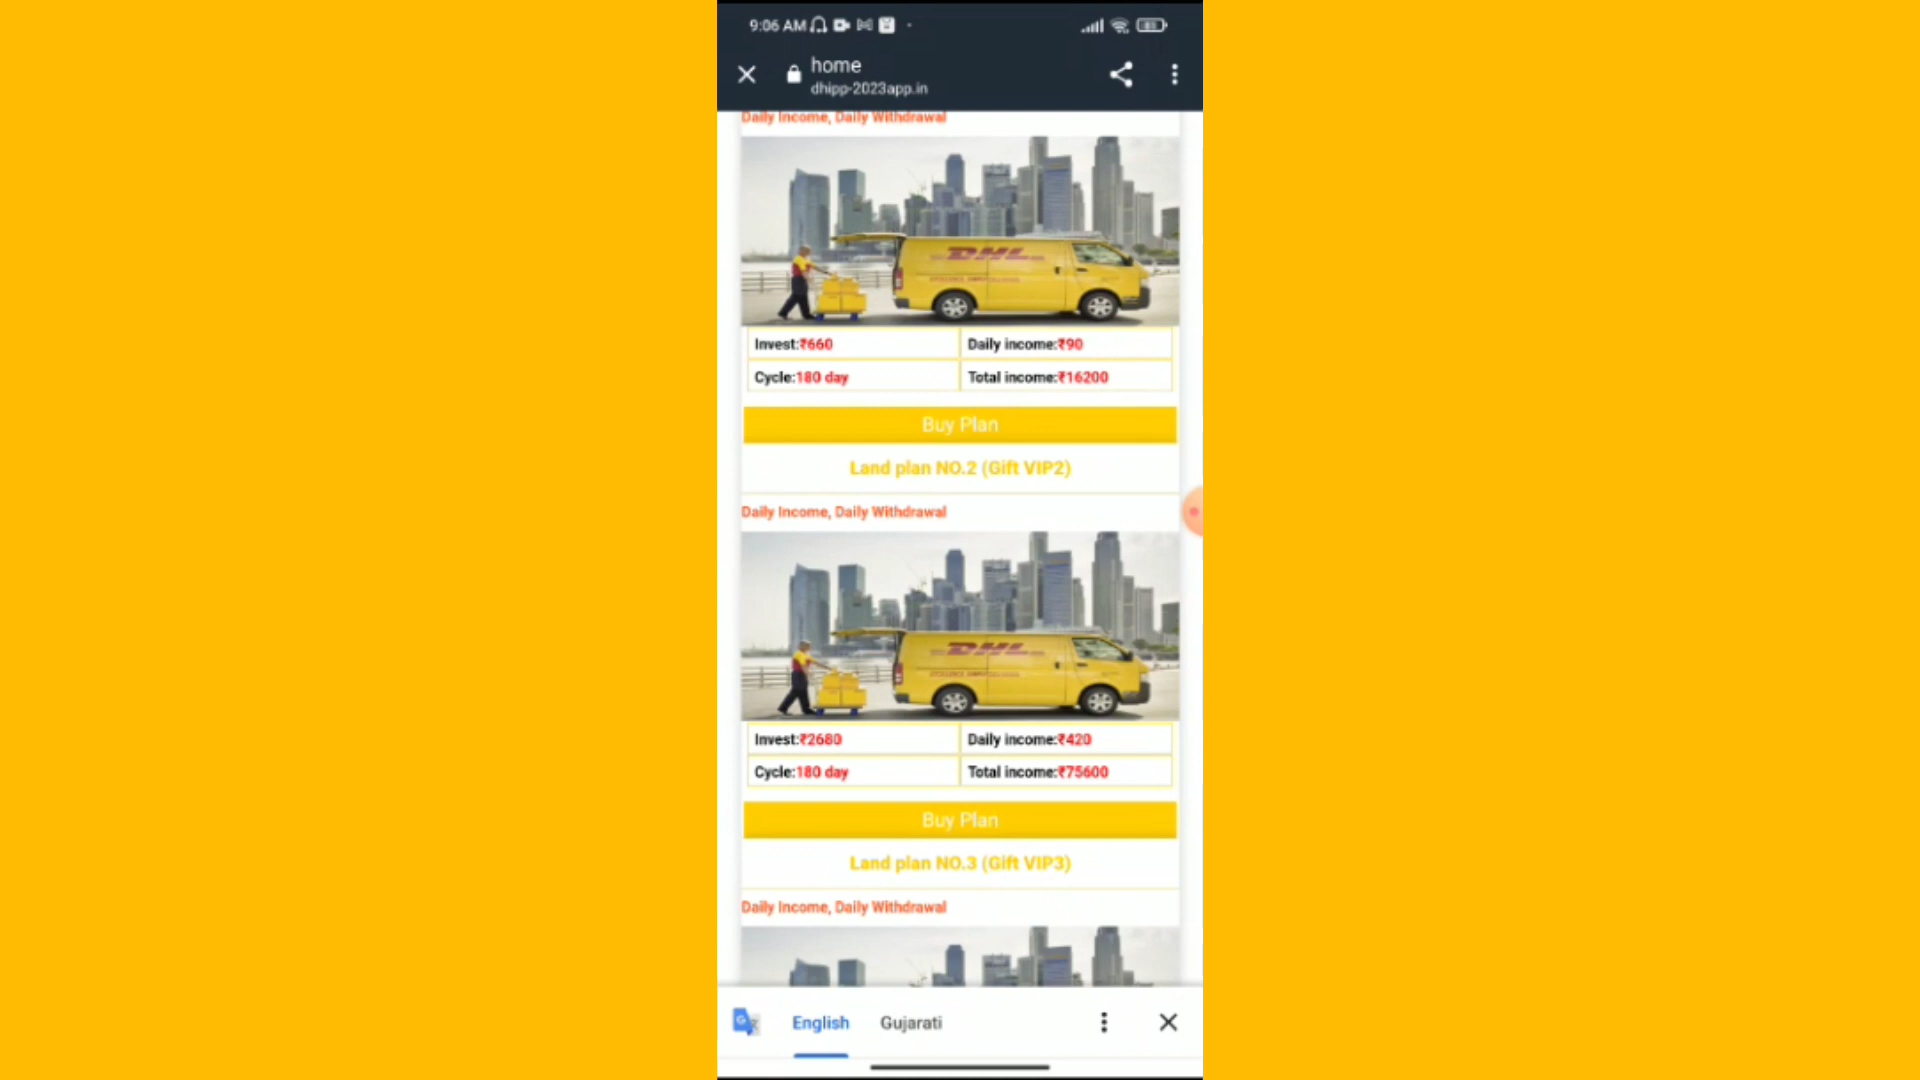 9:06 AM
home
dhipp-2023app.in
Daily Income, Daily Withdrawal
DHL
Invest:₹660 Daily income:₹90
Cycle:180 day Total income:₹16200
Buy Plan
Land plan NO.2 (Gift VIP2)
Daily Income, Daily Withdrawal
DHL
Invest:₹2680 Daily income:₹420
Cycle:180 day Total income:₹75600
Buy Plan
Land plan NO.3 (Gift VIP3)
Daily Income, Daily Withdrawal
English Gujarati